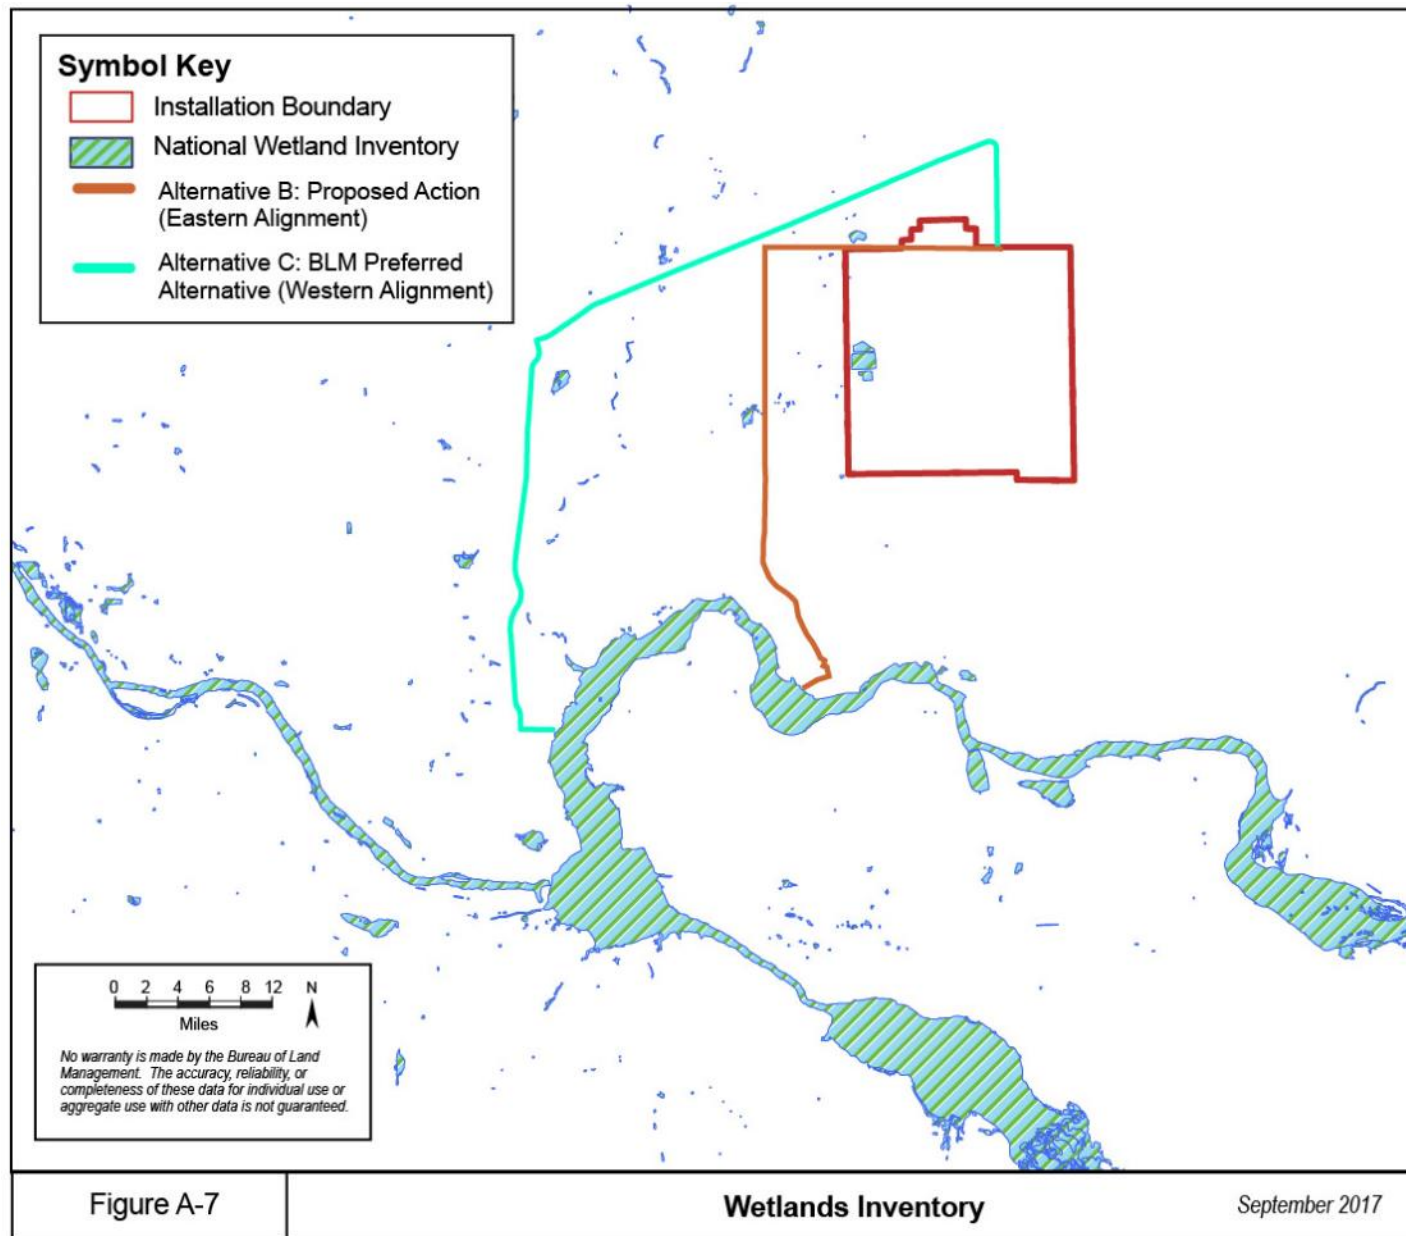 Symbol Key
Installation Boundary
National Wetland Inventory
Alternative B: Proposed Action
(Eastern Alignment)
Alternative C: BLM Preferred
Alternative (Western Alignment)
0 2 4 6 8 12 N
Miles
No warranty is made by the Bureau of Land
Management. The accuracy, reliability, or
completeness of these data for individual use or
aggregate use with other data is not guaranteed.
Figure A-7
Wetlands Inventory
September 2017